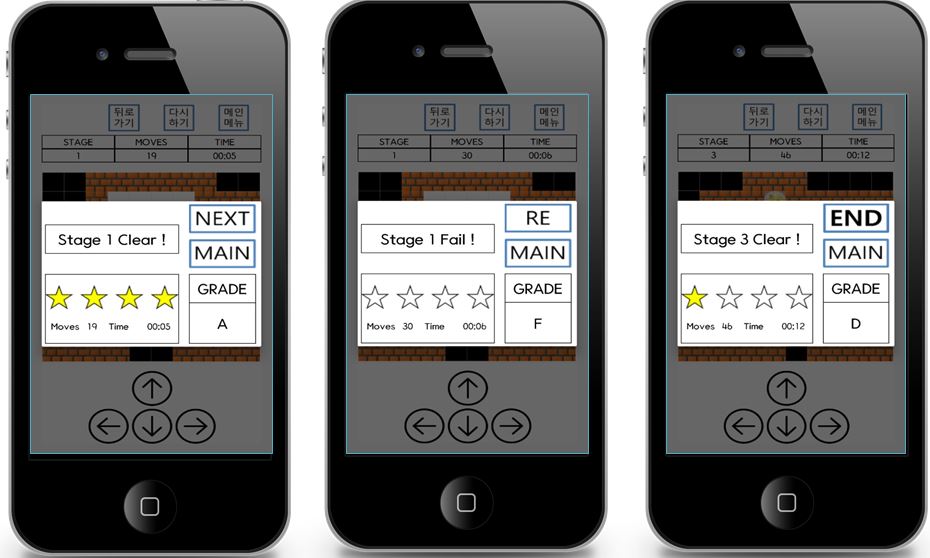 뒤로 다시 메인
가기 하기 메뉴
STAGE MOVES TIME
1 19 00:05
NEXT
Stage 1 Clear !
MAIN
GRADE
Moves 19 Time 00:05
A
뒤로 다시 메인
가기 하기 메뉴
STAGE MOVES TIME
1 30 00:06
RE
Stage 1 Fail !
MAIN
GRADE
Moves 30 Time 00:06
F
뒤로 다시 메인
가기 하기 메뉴
STAGE MOVES TIME
3 46 00:12
END
Stage 3 Clear !
MAIN
GRADE
Moves 46 Time 00:12
D